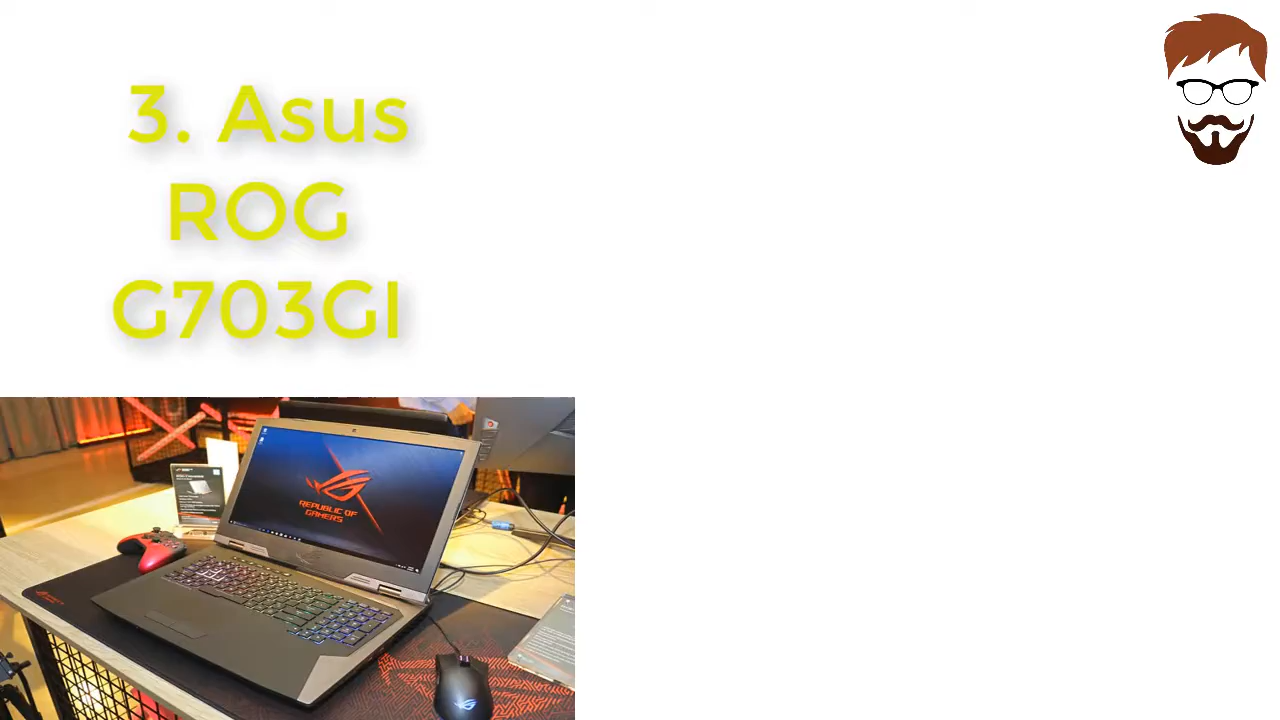 3. Asus
ROG
G703GI
REPUBLIC OF
GAMERS